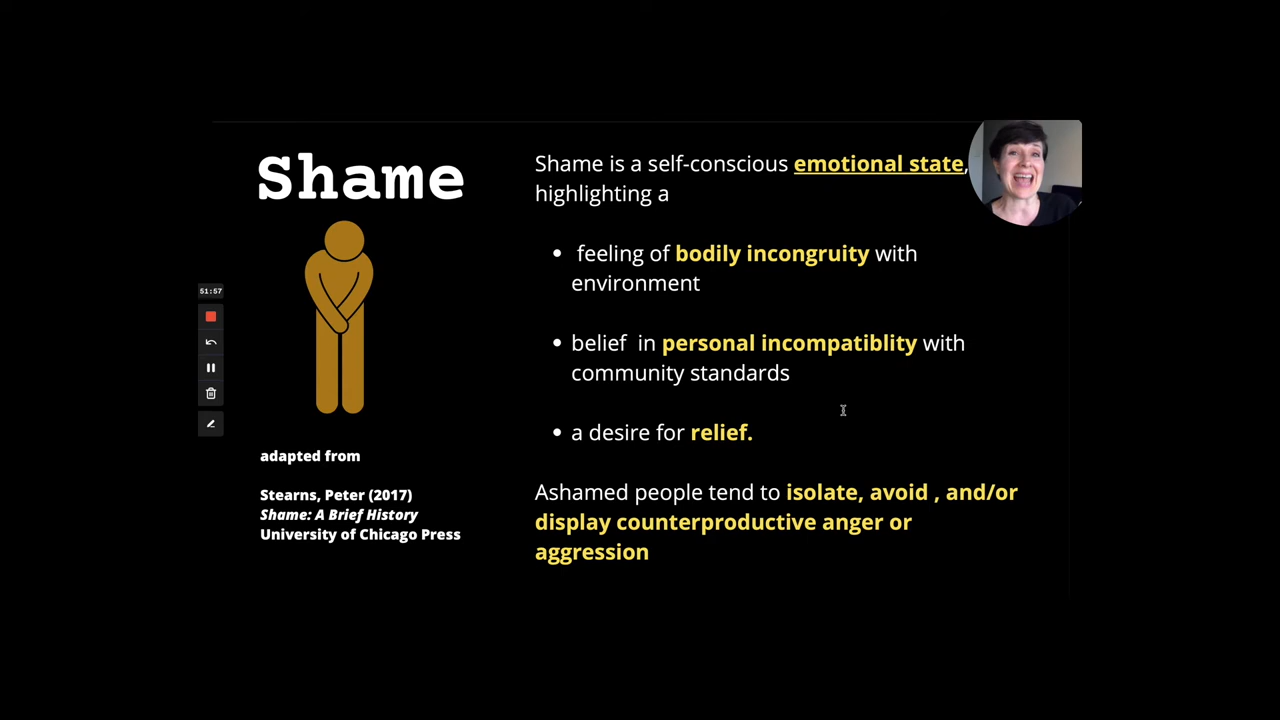 Shame
adapted from
Stearns, Peter (2017)
Shame: A Brief History
University of Chicago Press
Shame is a self-conscious emotional state,
highlighting a
• feeling of bodily incongruity with
environment
• belief in personal incompatiblity with
community standards
• a desire for relief.
Ashamed people tend to isolate, avoid , and/or
display counterproductive anger or
aggression
51:57